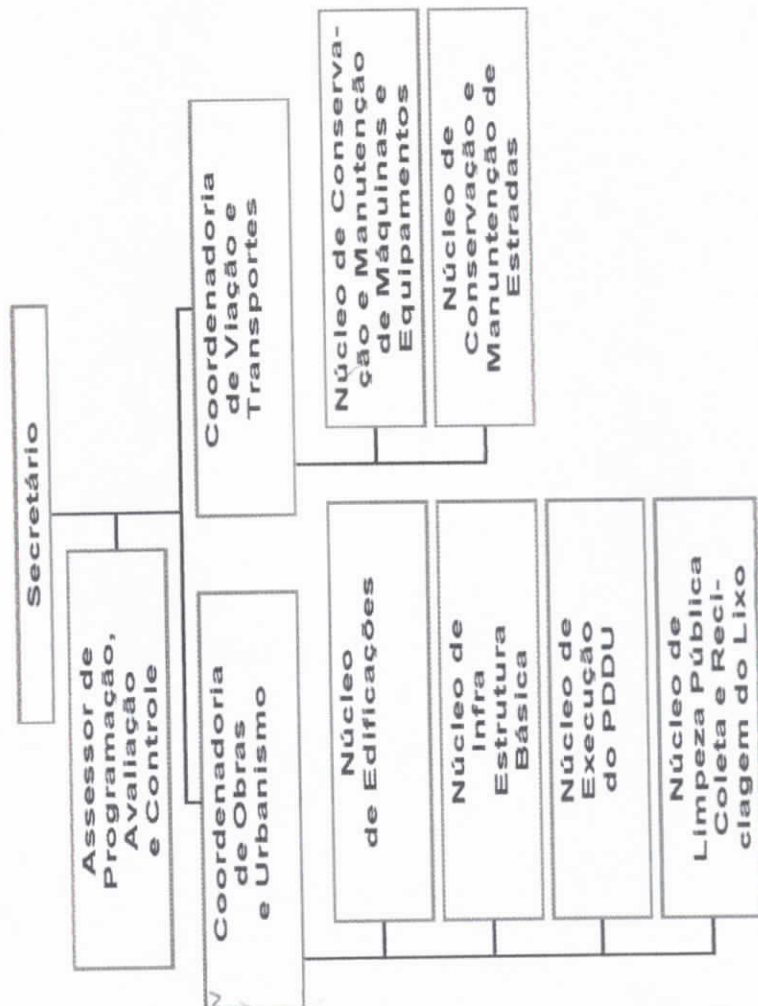 Secretário
Assessor de
Programação,
Avaliação
e Controle
Coordenadoria
de Obras
e Urbanismo
Coordenadoria
de Viação e
Transportes
Núcleo
de Edificações
Núcleo de
Infra
Estrutura
Básica
Núcleo de
Execução
do PDDU
Núcleo de
Limpeza Pública
Coleta e Reci-
clagem do Lixo
Núcleo de Conserva-
ção e Manutenção
de Máquinas e
Equipamentos
Núcleo de
Conservação e
Manuntenção de
Estradas